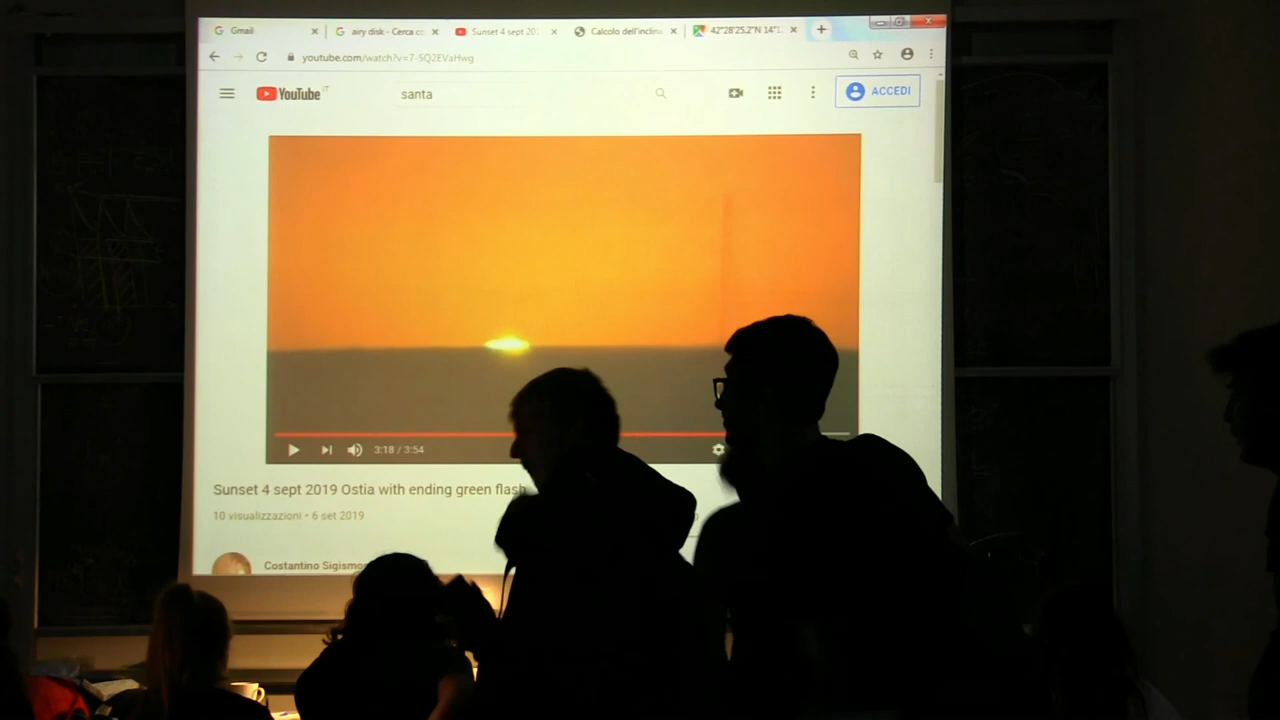 Gmail
airy disk - Cerca c
Sunset 4 sept 201
Calcolo dell'inclina
42°28'25.2"N 14°1
youtube.com/watch?v=7-5Q2EVaHwg
YouTube IT
santa
ACCEDI
3:18 / 3:54
Sunset 4 sept 2019 Ostia with ending green flash
10 visualizzazioni • 6 set 2019
Costantino Sigismo